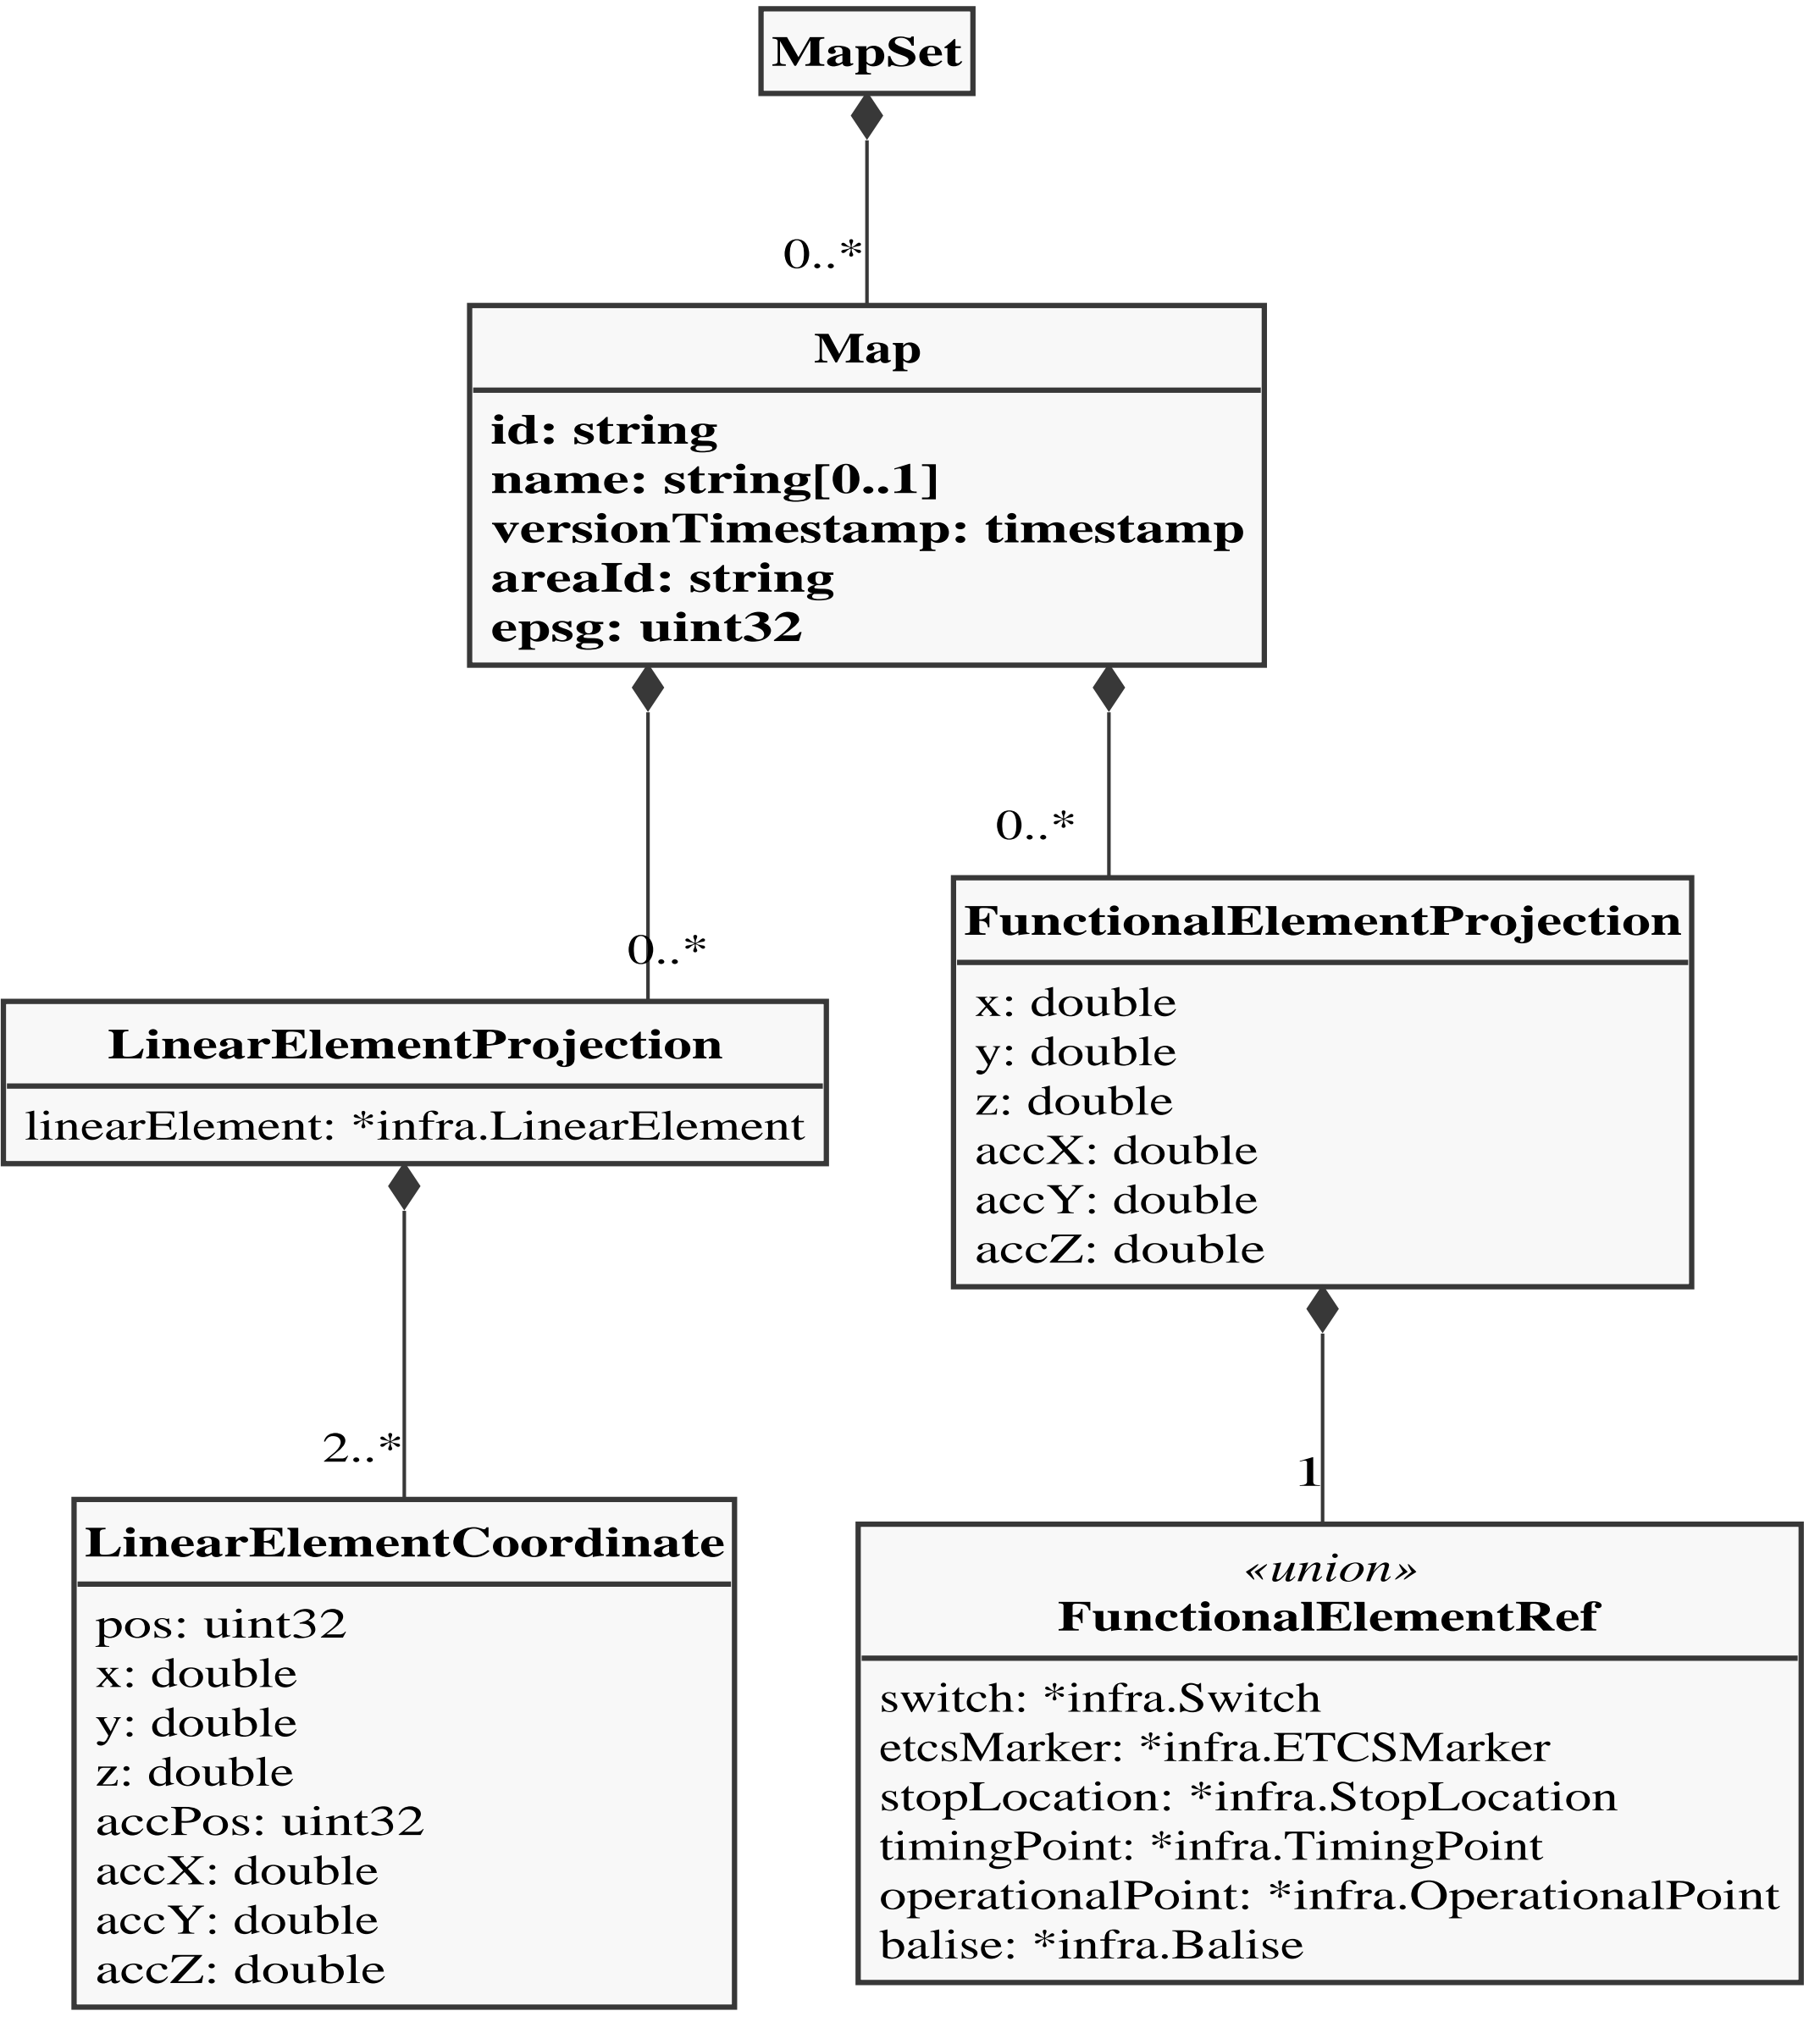 MapSet
0..*
Map
id: string
name: string[0..1]
versionTimestamp: timestamp
areaId: string
epsg: uint32
0..*
0..*
LinearElementProjection
linearElement: *infra.LinearElement
FunctionalElementProjection
x: double
y: double
z: double
accX: double
accY: double
accZ: double
2..*
1
LinearElementCoordinate
pos: uint32
x: double
y: double
z: double
accPos: uint32
accX: double
accY: double
accZ: double
«union»
FunctionalElementRef
switch: *infra.Switch
etcsMarker: *infra.ETCSMarker
stopLocation: *infra.StopLocation
timingPoint: *infra.TimingPoint
operationalPoint: *infra.OperationalPoint
balise: *infra.Balise